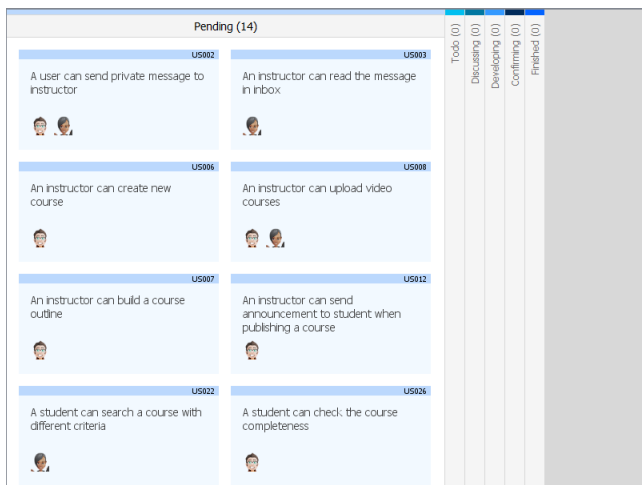 Pending (14)
Todo (0)
Discussing (0)
Developing (0)
Confirming (0)
Finished (0)
US002
A user can send private message to
instructor
US003
An instructor can read the message
in inbox
US006
An instructor can create new
course
US008
An instructor can upload video
courses
US007
An instructor can build a course
outline
US012
An instructor can send
announcement to student when
publishing a course
US022
A student can search a course with
different criteria
US026
A student can check the course
completeness